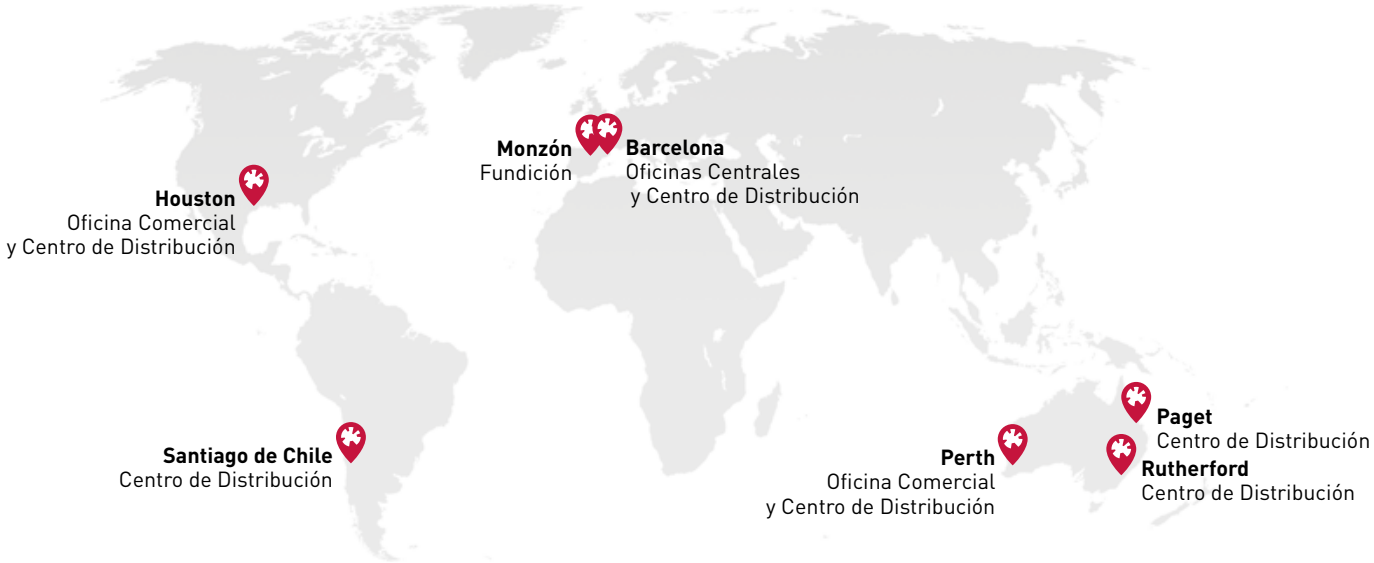 Monzón
Fundición
Barcelona
Oficinas Centrales
y Centro de Distribución
Houston
Oficina Comercial
y Centro de Distribución
Santiago de Chile
Centro de Distribución
Perth
Oficina Comercial
y Centro de Distribución
Paget
Centro de Distribución
Rutherford
Centro de Distribución